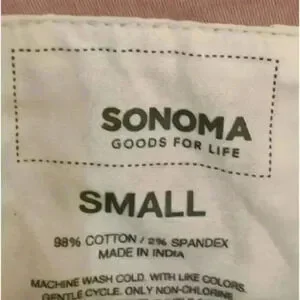 SONOMA
GOODS FOR LIFE
SMALL
98% COTTON / 2% SPANDEX
MADE IN INDIA
MACHINE WASH COLD. WITH LIKE COLORS.
GENTLE CYCLE. ONLY NON-CHLORINE